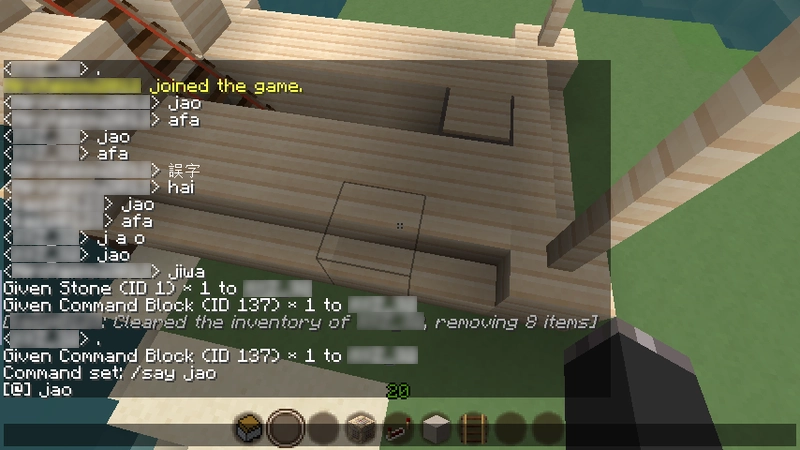 < > .
joined the game.
> jao
> afa
< > jao
< > afa
> 誤字
> hai
< > jao
< > afa
< > j a o
< > jao
< > jiwa
Given Stone (ID 1) × 1 to
Given Command Block (ID 137) × 1 to
[ : Cleaned the inventory of , removing 8 items]
< > .
Given Command Block (ID 137) × 1 to
Command set: /say jao
[@] jao
20